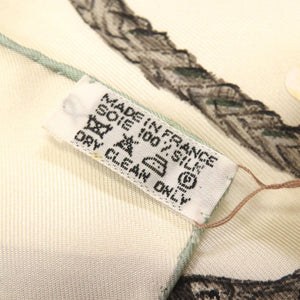 MADE IN FRANCE
SOIE 100% SILK
DRY CLEAN ONLY